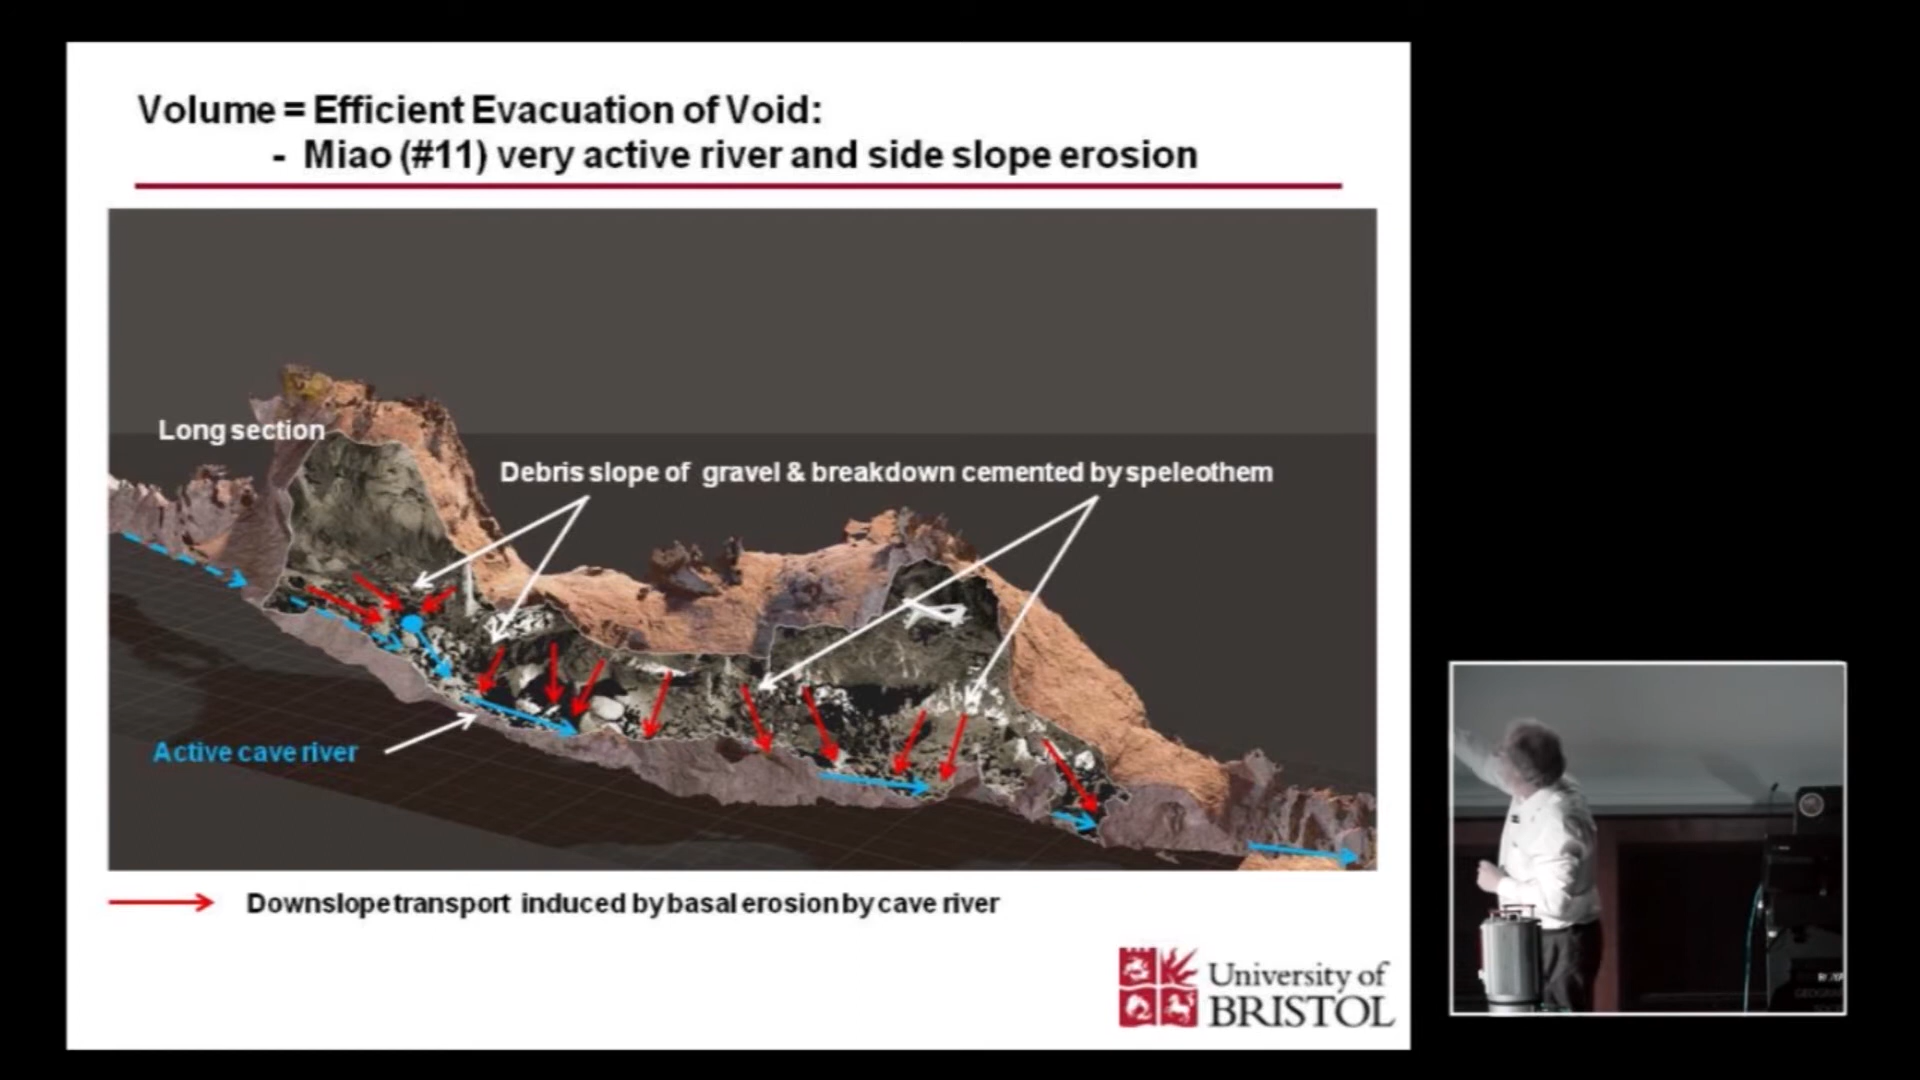 Volume = Efficient Evacuation of Void:
- Miao (#11) very active river and side slope erosion
Long section
Debris slope of gravel & breakdown cemented by speleothem
Active cave river
Downslope transport induced by basal erosion by cave river
University of
BRISTOL